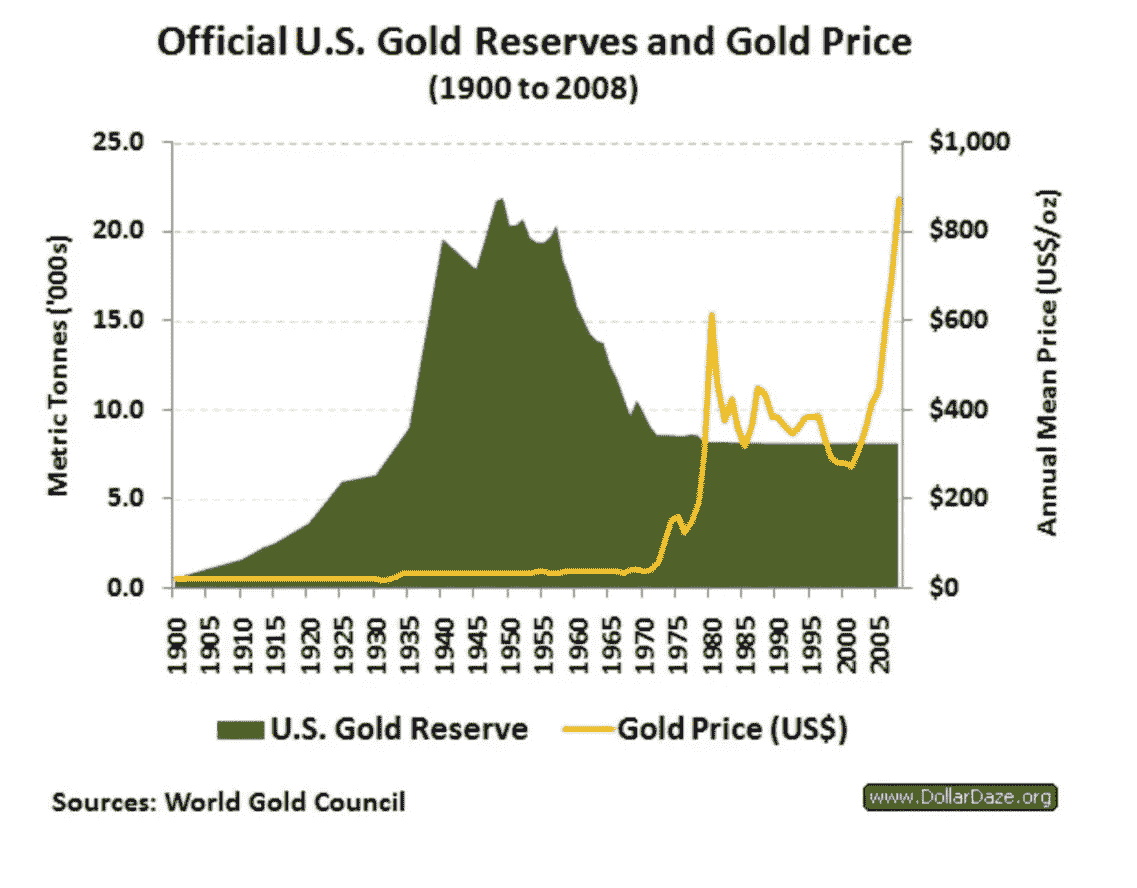 Official U.S. Gold Reserves and Gold Price
(1900 to 2008)
25.0
20.0
15.0
10.0
5.0
0.0
Metric Tonnes ('000s)
$1,000
$800
$600
$400
$200
$0
Annual Mean Price (US$/oz)
1900 1905 1910 1915 1920 1925 1930 1935 1940 1945 1950 1955 1960 1965 1970 1975 1980 1985 1990 1995 2000 2005
U.S. Gold Reserve Gold Price (US$)
Sources: World Gold Council
www.DollarDaze.org